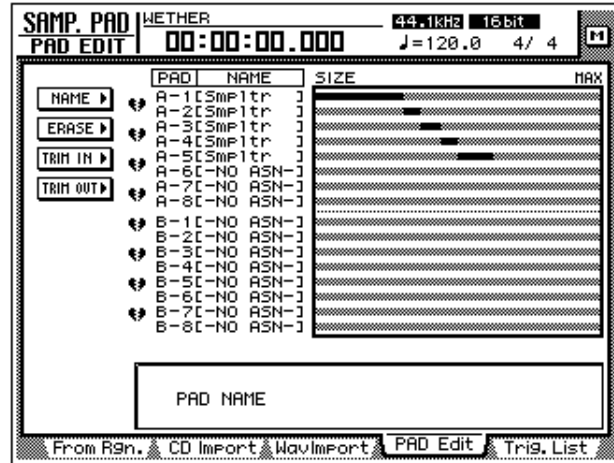 SAMP. PAD
PAD EDIT
WETHER
00:00:00.000
44.1kHz 16bit
♩=120.0 4/ 4
M
PAD NAME SIZE MAX
NAME
ERASE
TRIM IN
TRIM OUT
A-1[Smpltr ]
A-2[Smpltr ]
A-3[Smpltr ]
A-4[Smpltr ]
A-5[Smpltr ]
A-6[-NO ASN-]
A-7[-NO ASN-]
A-8[-NO ASN-]
B-1[-NO ASN-]
B-2[-NO ASN-]
B-3[-NO ASN-]
B-4[-NO ASN-]
B-5[-NO ASN-]
B-6[-NO ASN-]
B-7[-NO ASN-]
B-8[-NO ASN-]
PAD NAME
From Rgn. CD Import WavImport PAD Edit Trig. List